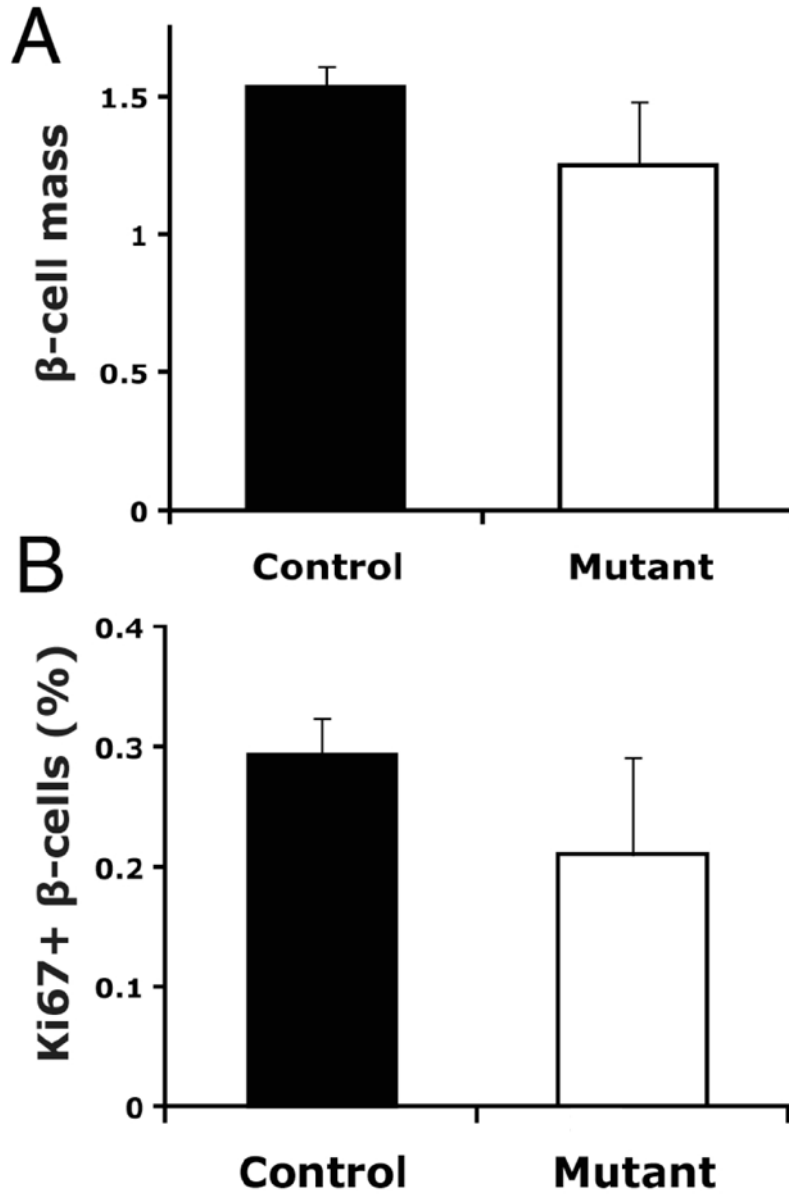 A
β-cell mass
1.5
1
0.5
0
Control Mutant
B
Ki67+ β-cells (%)
0.4
0.3
0.2
0.1
0
Control Mutant